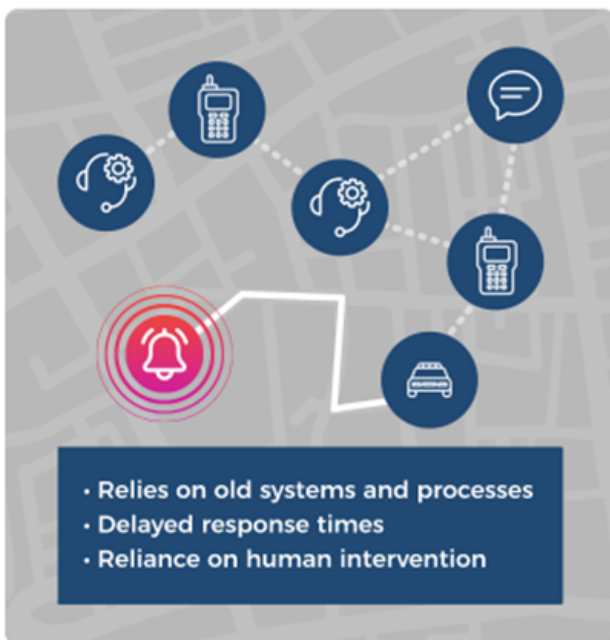 • Relies on old systems and processes
• Delayed response times
• Reliance on human intervention